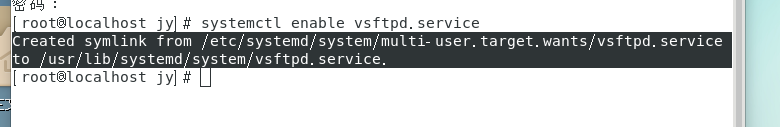 密码：
[root@localhost jy]# systemctl enable vsftpd.service
Created symlink from /etc/systemd/system/multi-user.target.wants/vsftpd.service
to /usr/lib/systemd/system/vsftpd.service.
[root@localhost jy]#